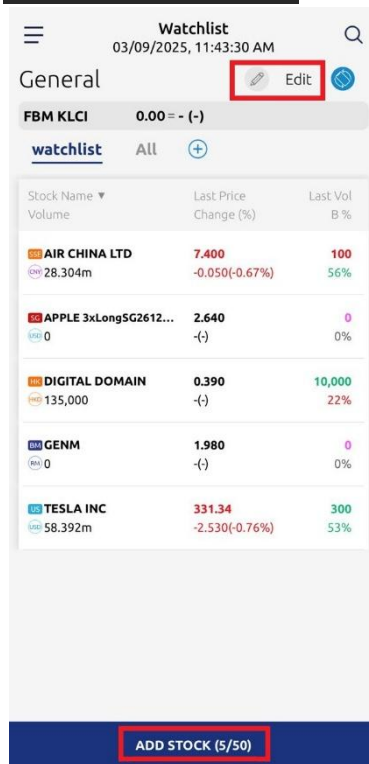 Watchlist
03/09/2025, 11:43:30 AM
General Edit
FBM KLCI 0.00 = - (-)
watchlist All
Stock Name ▼ Last Price Last Vol
Volume Change (%) B %
SSE AIR CHINA LTD 7.400 100
CNY 28.304m -0.050(-0.67%) 56%
SG APPLE 3xLongSG2612... 2.640 0
USD 0 -(-) 0%
HK DIGITAL DOMAIN 0.390 10,000
HKD 135,000 -(-) 22%
BM GENM 1.980 0
RM 0 -(-) 0%
US TESLA INC 331.34 300
USD 58.392m -2.530(-0.76%) 53%
ADD STOCK (5/50)